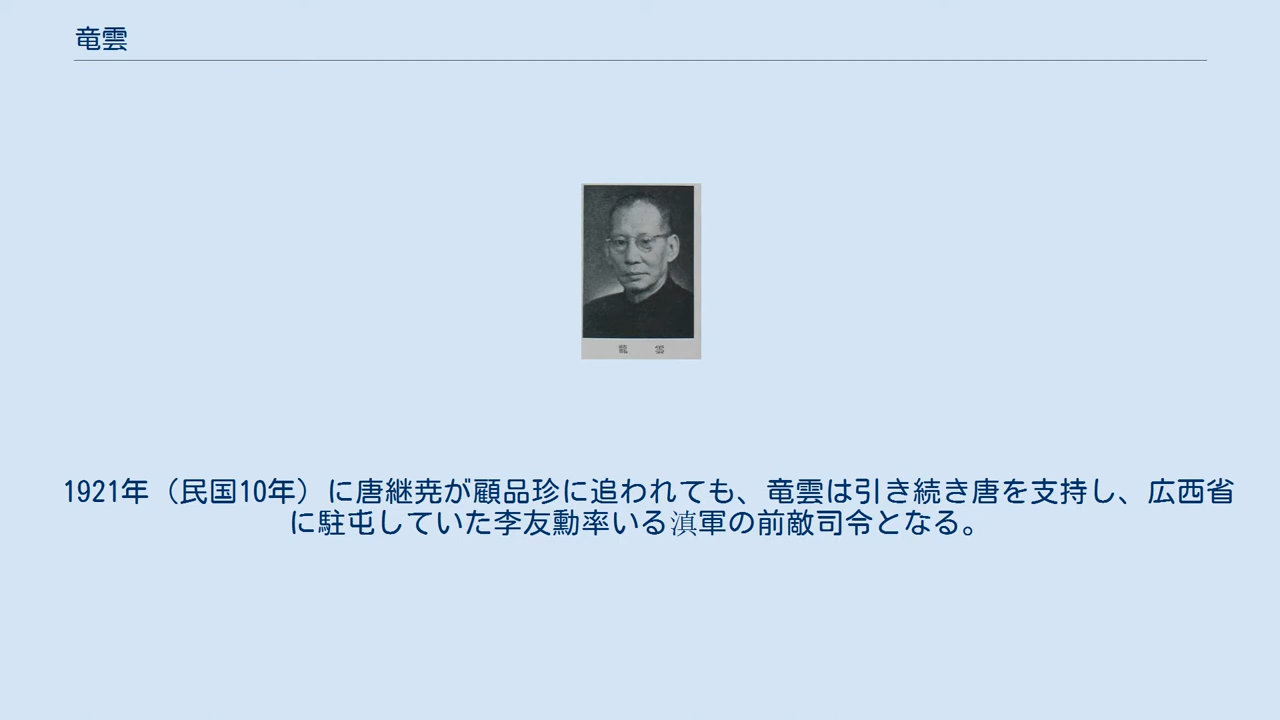 竜雲
龍 雲
1921年（民国10年）に唐継尭が顧品珍に追われても、竜雲は引き続き唐を支持し、広西省
に駐屯していた李友勳率いる滇軍の前敵司令となる。